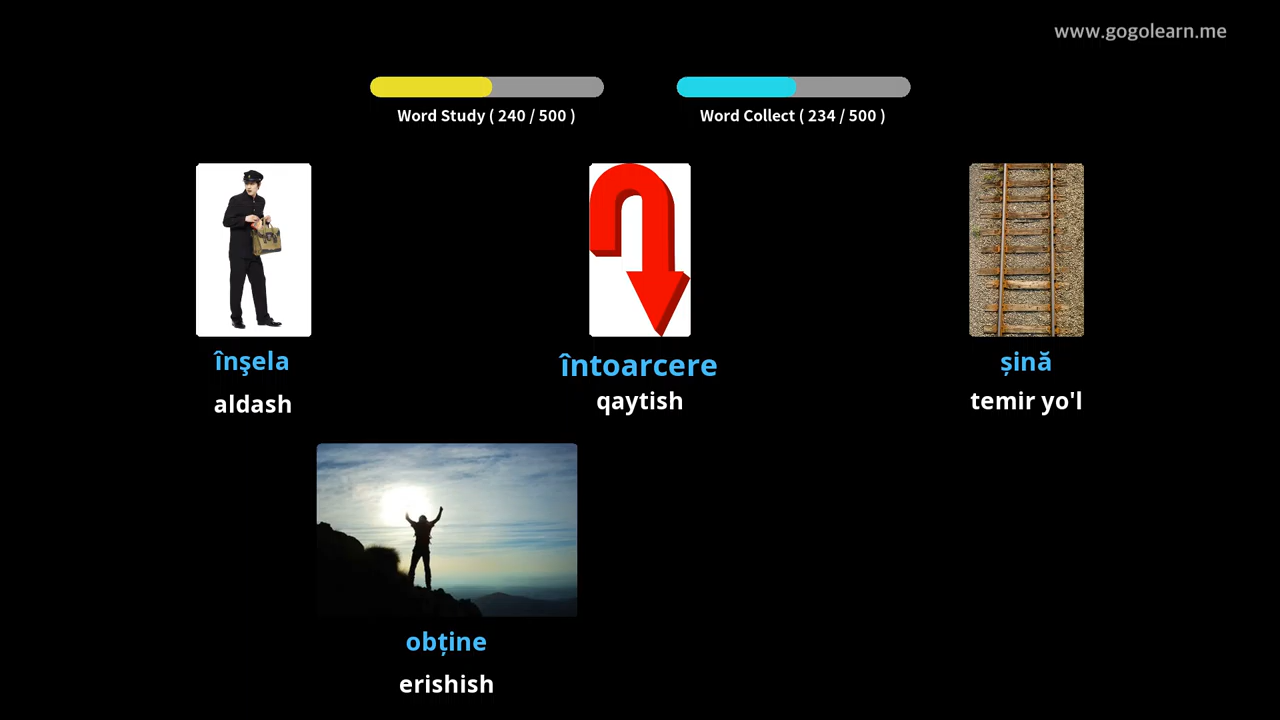 www.gogolearn.me
Word Study ( 240 / 500 )
Word Collect ( 234 / 500 )
înşela
aldash
întoarcere
qaytish
șină
temir yo'l
obține
erishish